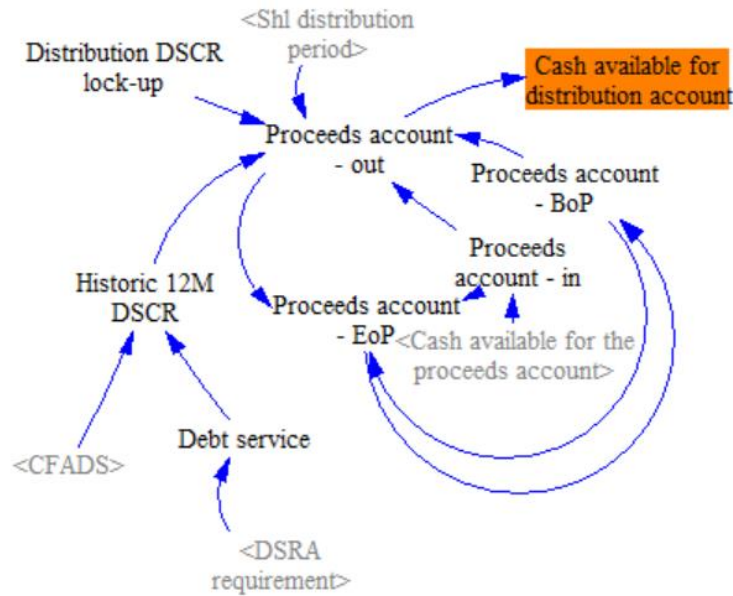 <Shl distribution
period>
Distribution DSCR
lock-up
Cash available for
distribution account
Proceeds account
- out
Proceeds account
- BoP
Proceeds
account - in
Historic 12M
DSCR
Proceeds account
- EoP
<Cash available for the
proceeds account>
Debt service
<CFADS>
<DSRA
requirement>